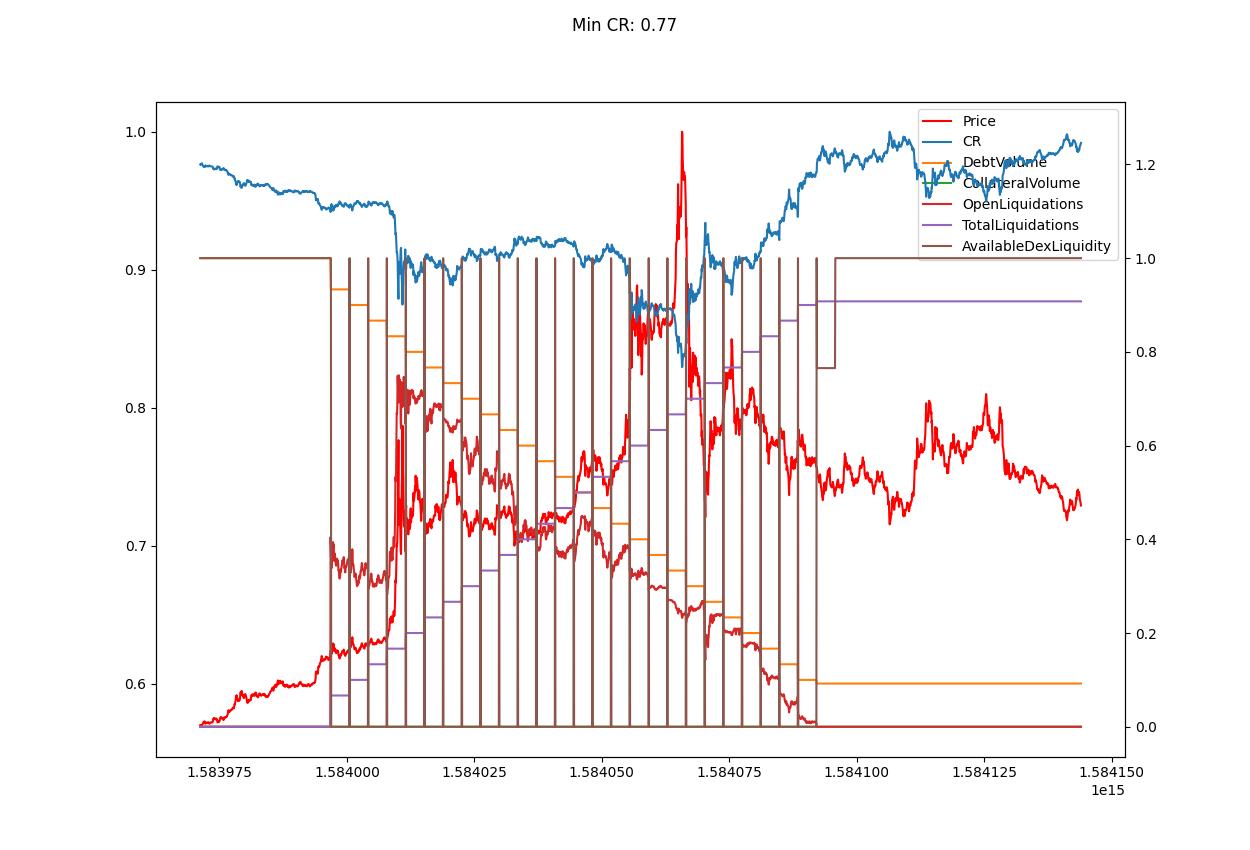 Min CR: 0.77
1.0
0.9
0.8
0.7
0.6
1.2
1.0
0.8
0.6
0.4
0.2
0.0
Price
CR
DebtVolume
CollateralVolume
OpenLiquidations
TotalLiquidations
AvailableDexLiquidity
1.583975 1.584000 1.584025 1.584050 1.584075 1.584100 1.584125 1.584150
1e15